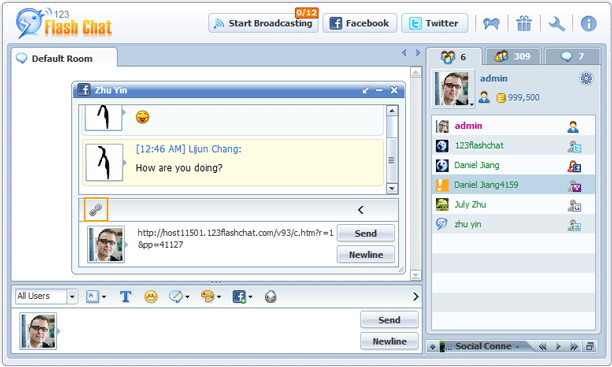 123
Flash Chat
Start Broadcasting
0/12
Facebook
Twitter
Default Room
6
309
7
Zhu Yin
admin
999,500
[12:46 AM] Lijun Chang:
How are you doing?
http://host11501.123flashchat.com/v93/c.htm?r=1
&pp=41127
Send
Newline
admin
123flashchat
Daniel Jiang
Daniel Jiang4159
July Zhu
zhu yin
All Users
Send
Newline
... Social Conne